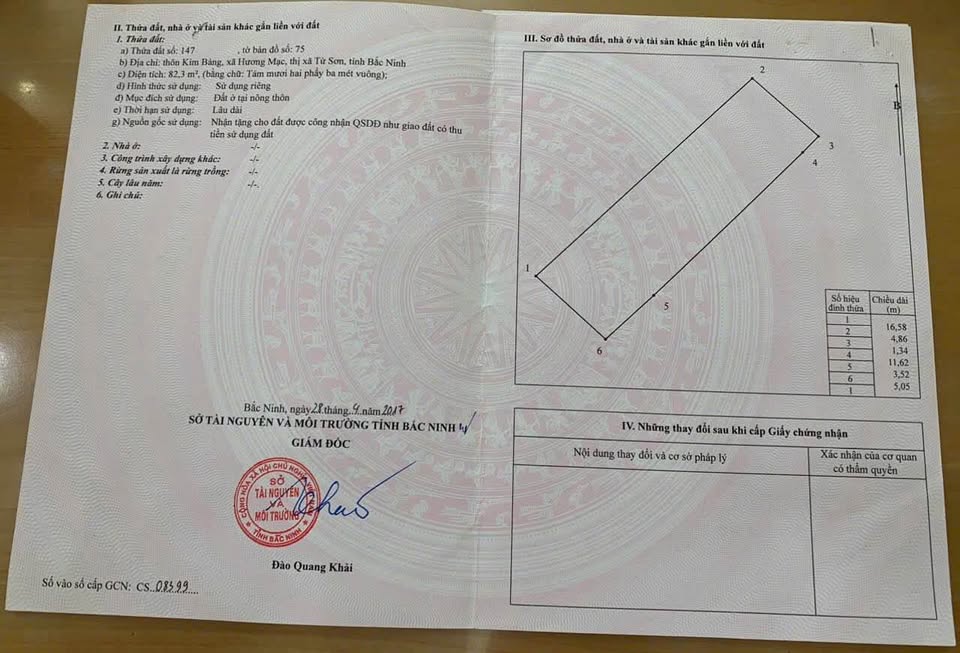 II. Thửa đất, nhà ở và tài sản khác gắn liền với đất
1. Thửa đất:
a) Thửa đất số: 147 , tờ bản đồ số: 75
b) Địa chỉ: thôn Kim Bảng, xã Hương Mạc, thị xã Từ Sơn, tỉnh Bắc Ninh
c) Diện tích: 82,3 m², (bằng chữ: Tám mươi hai phẩy ba mét vuông);
d) Hình thức sử dụng: Sử dụng riêng
đ) Mục đích sử dụng: Đất ở tại nông thôn
e) Thời hạn sử dụng: Lâu dài
g) Nguồn gốc sử dụng: Nhận tặng cho đất được công nhận QSDĐ như giao đất có thu
tiền sử dụng đất
2. Nhà ở: -/-
3. Công trình xây dựng khác: -/-
4. Rừng sản xuất là rừng trồng: -/-
5. Cây lâu năm: -/-.
6. Ghi chú:
Bắc Ninh, ngày 28 tháng 4 năm 2017
SỞ TÀI NGUYÊN VÀ MÔI TRƯỜNG TỈNH BẮC NINH
GIÁM ĐỐC
CỘNG HÒA XÃ HỘI CHỦ NGHĨA VIỆT NAM
SỞ
TÀI NGUYÊN
VÀ
MÔI TRƯỜNG
TỈNH BẮC NINH
Đào Quang Khải
Số vào sổ cấp GCN: CS 08399
III. Sơ đồ thửa đất, nhà ở và tài sản khác gắn liền với đất
B
2
3
4
1
5
6
Số hiệu đỉnh thửa Chiều dài (m)
1
16,58
2
4,86
3
1,34
4
11,62
5
3,52
6
5,05
1
IV. Những thay đổi sau khi cấp Giấy chứng nhận
Nội dung thay đổi và cơ sở pháp lý
Xác nhận của cơ quan
có thẩm quyền